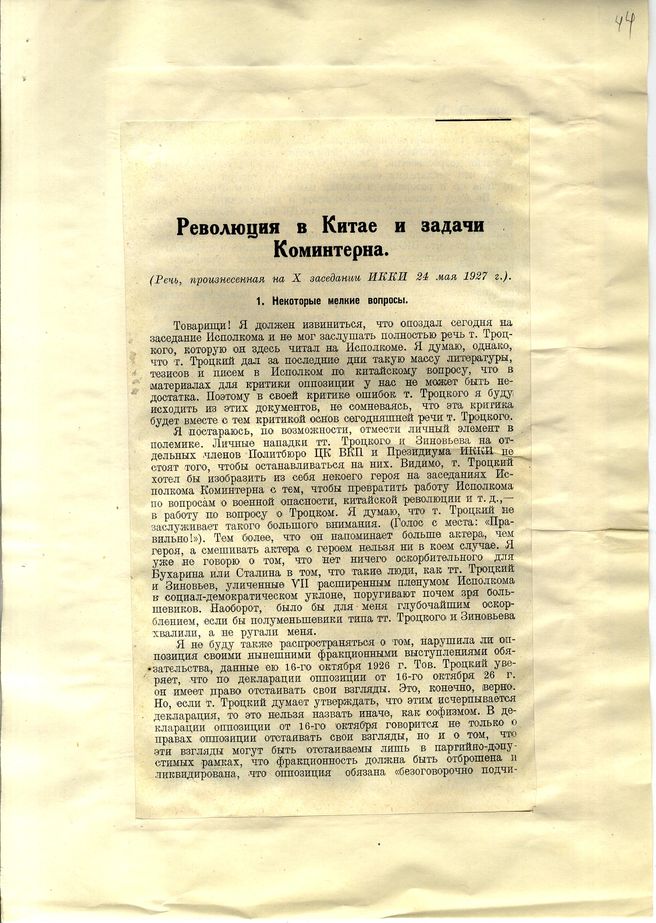 44
Революция в Китае и задачи
Коминтерна.
(Речь, произнесенная на X заседании ИККИ 24 мая 1927 г.).
1. Некоторые мелкие вопросы.
Товарищи! Я должен извиниться, что опоздал сегодня на
заседание Исполкома и не мог заслушать полностью речь т. Троц-
кого, которую он здесь читал на Исполкоме. Я думаю, однако,
что т. Троцкий дал за последние дни такую массу литературы,
тезисов и писем в Исполком по китайскому вопросу, что в
материалах для критики оппозиции у нас не может быть не-
достатка. Поэтому в своей критике ошибок т. Троцкого я буду
исходить из этих документов, не сомневаясь, что эта критика
будет вместе с тем критикой основ сегодняшней речи т. Троцкого.
Я постараюсь, по возможности, отмести личный элемент в
полемике. Личные нападки тт. Троцкого и Зиновьева на от-
дельных членов Политбюро ЦК ВКП и Президиума ИККИ не
стоят того, чтобы останавливаться на них. Видимо, т. Троцкий
хотел бы изобразить из себя некоего героя на заседаниях Ис-
полкома Коминтерна с тем, чтобы превратить работу Исполкома
по вопросам о военной опасности, китайской революции и т. д.,—
в работу по вопросу о Троцком. Я думаю, что т. Троцкий не
заслуживает такого большого внимания. (Голос с места: «Пра-
вильно!»). Тем более, что он напоминает больше актера, чем
героя, а смешивать актера с героем нельзя ни в коем случае. Я
уже не говорю о том, что нет ничего оскорбительного для
Бухарина или Сталина в том, что такие люди, как тт. Троцкий
и Зиновьев, уличенные VII расширенным пленумом Исполкома
в социал-демократическом уклоне, поругивают почем зря боль-
шевиков. Наоборот, было бы для меня глубочайшим оскор-
блением, если бы полуменьшевики типа тт. Троцкого и Зиновьева
хвалили, а не ругали меня.
Я не буду также распространяться о том, нарушила ли оп-
позиция своими нынешними фракционными выступлениями обя-
зательства, данные ею 16-го октября 1926 г. Тов. Троцкий уве-
ряет, что по декларации оппозиции от 16-го октября 26 г.
он имеет право отстаивать свои взгляды. Это, конечно, верно.
Но, если т. Троцкий думает утверждать, что этим исчерпывается
декларация, то это нельзя назвать иначе, как софизмом. В де-
кларации оппозиции от 16-го октября говорится не только о
правах оппозиции отстаивать свои взгляды, но и о том, что
эти взгляды могут быть отстаиваемы лишь в партийно-допу-
стимых рамках, что фракционность должна быть отброшена и
ликвидирована, что оппозиция обязана «безоговорочно подчи-